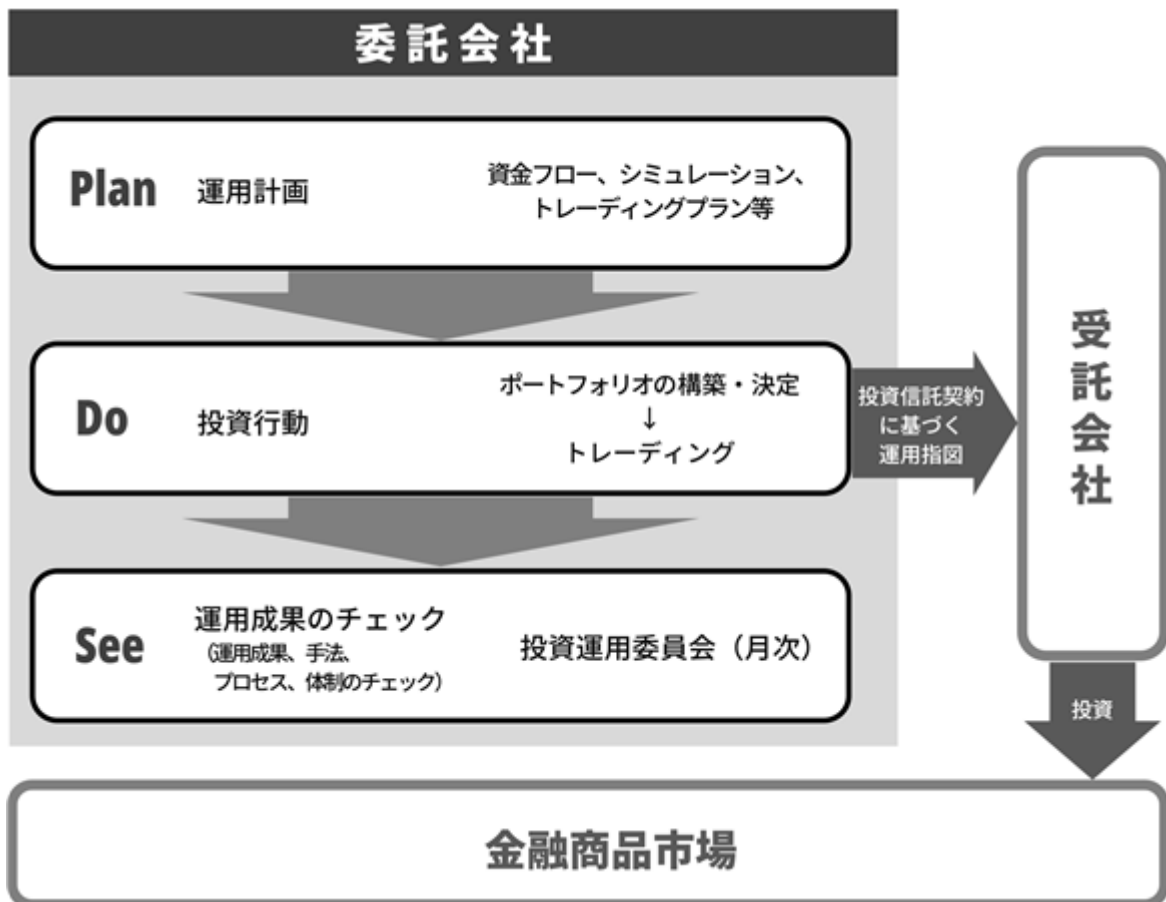 委託会社
Plan
運用計画
資金フロー、シミュレーション、
トレーディングプラン等
Do
投資行動
ポートフォリオの構築・決定
↓
トレーディング
投資信託契約
に基づく
運用指図
受託会社
See
運用成果のチェック
(運用成果、手法、
プロセス、体制のチェック)
投資運用委員会（月次）
投資
金融商品市場